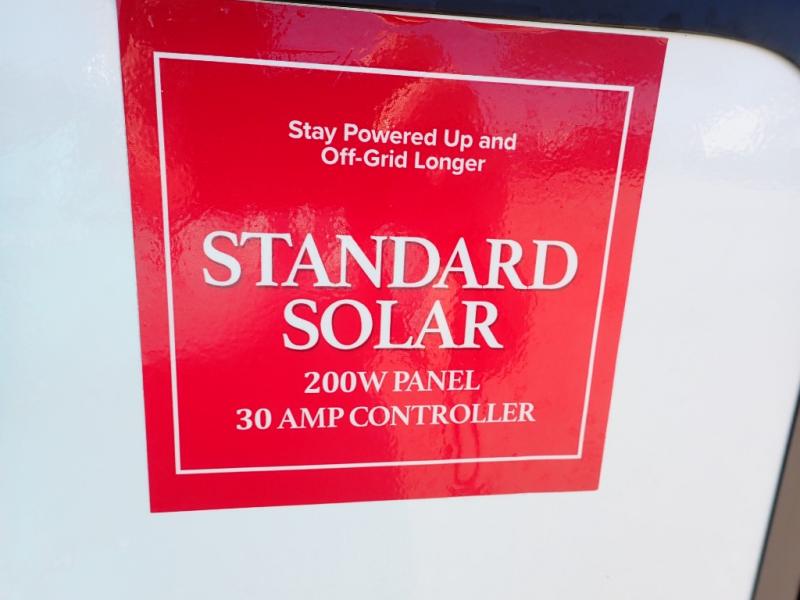 Stay Powered Up and
Off-Grid Longer
STANDARD
SOLAR
200W PANEL
30 AMP CONTROLLER